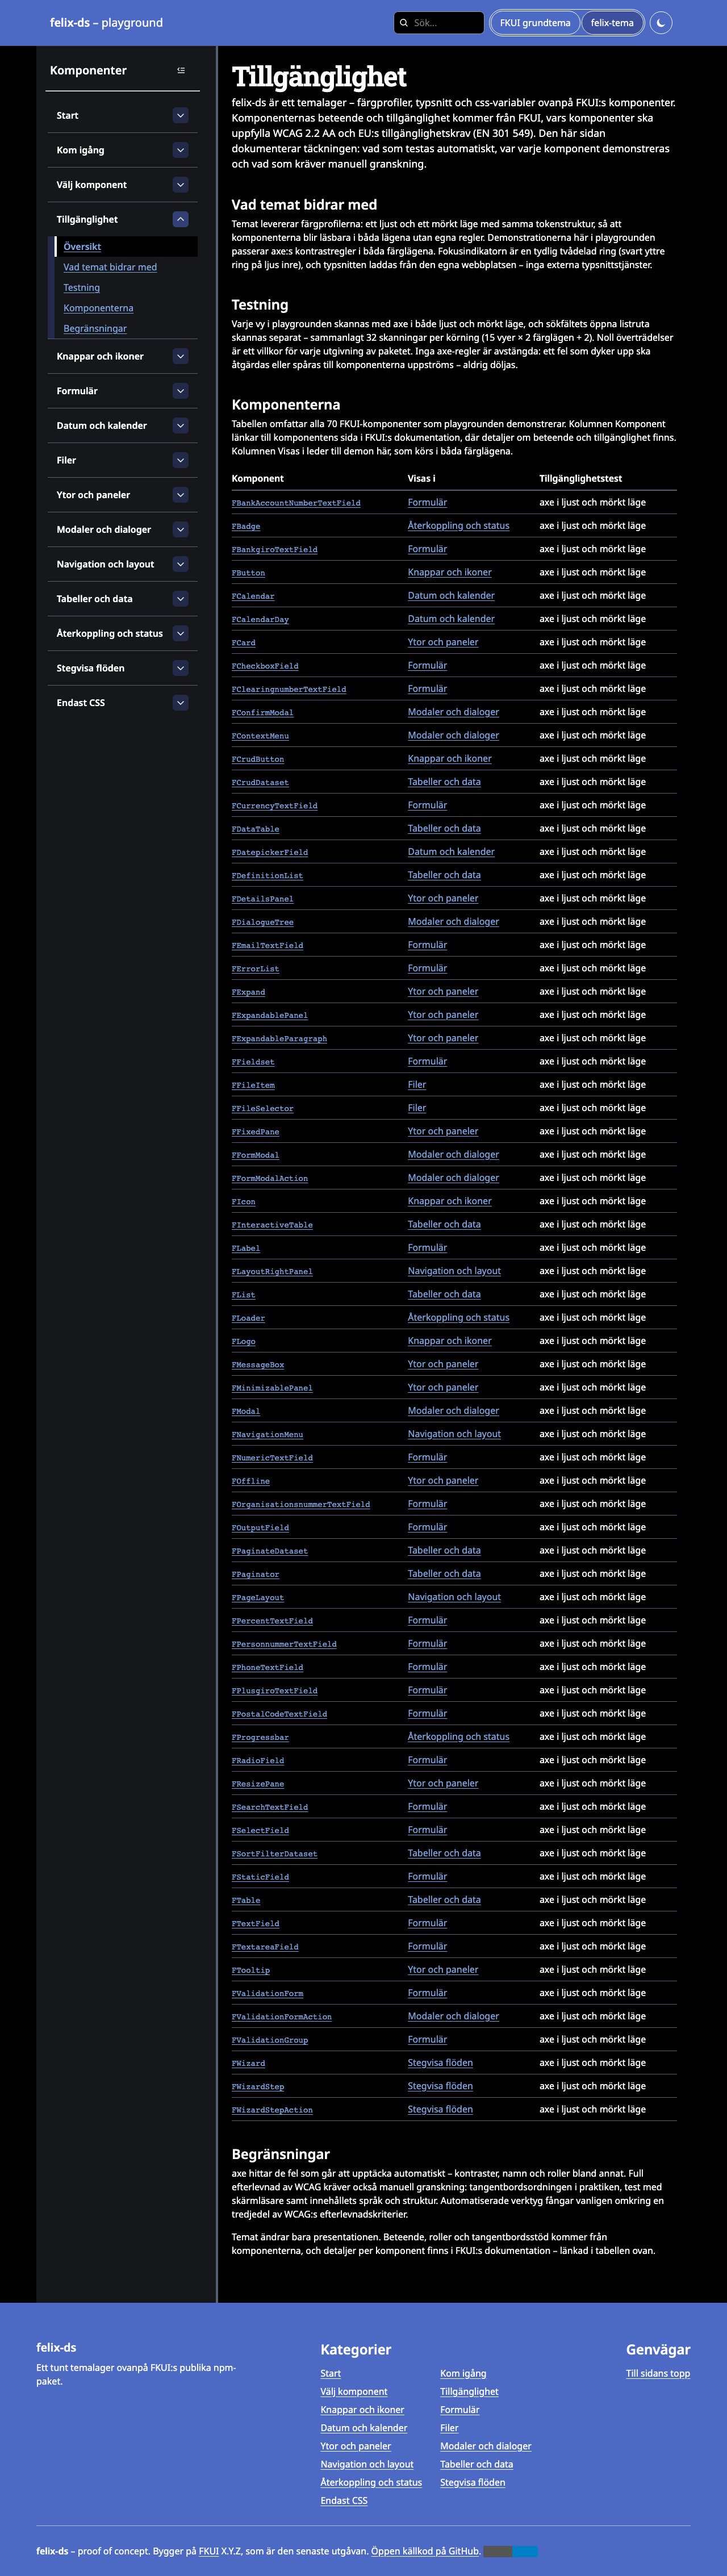 felix-ds – playground
Sök...
FKUI grundtema
felix-tema
Komponenter
Start
Kom igång
Välj komponent
Tillgänglighet
Översikt
Vad temat bidrar med
Testning
Komponenterna
Begränsningar
Knappar och ikoner
Formulär
Datum och kalender
Filer
Ytor och paneler
Modaler och dialoger
Navigation och layout
Tabeller och data
Återkoppling och status
Stegvisa flöden
Endast CSS
Tillgänglighet
felix-ds är ett temalager – färgprofiler, typsnitt och css-variabler ovanpå FKUI:s komponenter.
Komponenternas beteende och tillgänglighet kommer från FKUI, vars komponenter ska
uppfylla WCAG 2.2 AA och EU:s tillgänglighetskrav (EN 301 549). Den här sidan
dokumenterar täckningen: vad som testas automatiskt, var varje komponent demonstreras
och vad som kräver manuell granskning.
Vad temat bidrar med
Temat levererar färgprofilerna: ett ljust och ett mörkt läge med samma tokenstruktur, så att
komponenterna blir läsbara i båda lägena utan egna regler. Demonstrationerna här i playgrounden
passerar axe:s kontrastregler i båda lägena. Fokusindikatorn är en tydlig tvådelad ring (svart yttre
ring på ljus inre), och typsnitten laddas från den egna webbplatsen – inga externa typsnittstjänster.
Testning
Varje vy i playgrounden skannas med axe i både ljust och mörkt läge, och sökfältets öppna listruta
skannas separat – sammanlagt 32 skanningar per körning (15 vyer × 2 färglägen + 2). Noll överträdelser
är ett villkor för varje utgivning av paketet. Inga axe-regler är avstängda: ett fel som dyker upp ska
åtgärdas eller spåras till komponenterna uppströms – aldrig döljas.
Komponenterna
Tabellen omfattar alla 70 FKUI-komponenter som playgrounden demonstrerar. Kolumnen Komponent
länkar till komponentens sida i FKUI:s dokumentation, där detaljer om beteende och tillgänglighet finns.
Kolumnen Visas i leder till demon här, som körs i båda färglägena.
Komponent Visas i Tillgänglighetstest
FBankAccountNumberTextField Formulär axe i ljust och mörkt läge
FBadge Återkoppling och status axe i ljust och mörkt läge
FBankgiroTextField Formulär axe i ljust och mörkt läge
FButton Knappar och ikoner axe i ljust och mörkt läge
FCalendar Datum och kalender axe i ljust och mörkt läge
FCalendarDay Datum och kalender axe i ljust och mörkt läge
FCard Ytor och paneler axe i ljust och mörkt läge
FCheckboxField Formulär axe i ljust och mörkt läge
FClearingnumberTextField Formulär axe i ljust och mörkt läge
FConfirmModal Modaler och dialoger axe i ljust och mörkt läge
FContextMenu Modaler och dialoger axe i ljust och mörkt läge
FCrudButton Knappar och ikoner axe i ljust och mörkt läge
FCrudDataset Tabeller och data axe i ljust och mörkt läge
FCurrencyTextField Formulär axe i ljust och mörkt läge
FDataTable Tabeller och data axe i ljust och mörkt läge
FDatepickerField Datum och kalender axe i ljust och mörkt läge
FDefinitionList Tabeller och data axe i ljust och mörkt läge
FDetailsPanel Ytor och paneler axe i ljust och mörkt läge
FDialogueTree Modaler och dialoger axe i ljust och mörkt läge
FEmailTextField Formulär axe i ljust och mörkt läge
FErrorList Formulär axe i ljust och mörkt läge
FExpand Ytor och paneler axe i ljust och mörkt läge
FExpandablePanel Ytor och paneler axe i ljust och mörkt läge
FExpandableParagraph Ytor och paneler axe i ljust och mörkt läge
FFieldset Formulär axe i ljust och mörkt läge
FFileItem Filer axe i ljust och mörkt läge
FFileSelector Filer axe i ljust och mörkt läge
FFixedPane Ytor och paneler axe i ljust och mörkt läge
FFormModal Modaler och dialoger axe i ljust och mörkt läge
FFormModalAction Modaler och dialoger axe i ljust och mörkt läge
FIcon Knappar och ikoner axe i ljust och mörkt läge
FInteractiveTable Tabeller och data axe i ljust och mörkt läge
FLabel Formulär axe i ljust och mörkt läge
FLayoutRightPanel Navigation och layout axe i ljust och mörkt läge
FList Tabeller och data axe i ljust och mörkt läge
FLoader Återkoppling och status axe i ljust och mörkt läge
FLogo Knappar och ikoner axe i ljust och mörkt läge
FMessageBox Ytor och paneler axe i ljust och mörkt läge
FMinimizablePanel Ytor och paneler axe i ljust och mörkt läge
FModal Modaler och dialoger axe i ljust och mörkt läge
FNavigationMenu Navigation och layout axe i ljust och mörkt läge
FNumericTextField Formulär axe i ljust och mörkt läge
FOffline Ytor och paneler axe i ljust och mörkt läge
FOrganisationsnummerTextField Formulär axe i ljust och mörkt läge
FOutputField Formulär axe i ljust och mörkt läge
FPaginateDataset Tabeller och data axe i ljust och mörkt läge
FPaginator Tabeller och data axe i ljust och mörkt läge
FPageLayout Navigation och layout axe i ljust och mörkt läge
FPercentTextField Formulär axe i ljust och mörkt läge
FPersonnummerTextField Formulär axe i ljust och mörkt läge
FPhoneTextField Formulär axe i ljust och mörkt läge
FPlusgiroTextField Formulär axe i ljust och mörkt läge
FPostalCodeTextField Formulär axe i ljust och mörkt läge
FProgressbar Återkoppling och status axe i ljust och mörkt läge
FRadioField Formulär axe i ljust och mörkt läge
FResizePane Ytor och paneler axe i ljust och mörkt läge
FSearchTextField Formulär axe i ljust och mörkt läge
FSelectField Formulär axe i ljust och mörkt läge
FSortFilterDataset Tabeller och data axe i ljust och mörkt läge
FStaticField Formulär axe i ljust och mörkt läge
FTable Tabeller och data axe i ljust och mörkt läge
FTextField Formulär axe i ljust och mörkt läge
FTextareaField Formulär axe i ljust och mörkt läge
FTooltip Ytor och paneler axe i ljust och mörkt läge
FValidationForm Formulär axe i ljust och mörkt läge
FValidationFormAction Modaler och dialoger axe i ljust och mörkt läge
FValidationGroup Formulär axe i ljust och mörkt läge
FWizard Stegvisa flöden axe i ljust och mörkt läge
FWizardStep Stegvisa flöden axe i ljust och mörkt läge
FWizardStepAction Stegvisa flöden axe i ljust och mörkt läge
Begränsningar
axe hittar de fel som går att upptäcka automatiskt – kontraster, namn och roller bland annat. Full
efterlevnad av WCAG kräver också manuell granskning: tangentbordsordningen i praktiken, test med
skärmläsare samt innehållets språk och struktur. Automatiserade verktyg fångar vanligen omkring en
tredjedel av WCAG:s efterlevnadskriterier.
Temat ändrar bara presentationen. Beteende, roller och tangentbordsstöd kommer från
komponenterna, och detaljer per komponent finns i FKUI:s dokumentation – länkad i tabellen ovan.
felix-ds
Ett tunt temalager ovanpå FKUI:s publika npm-
paket.
Kategorier
Start Kom igång
Välj komponent Tillgänglighet
Knappar och ikoner Formulär
Datum och kalender Filer
Ytor och paneler Modaler och dialoger
Navigation och layout Tabeller och data
Återkoppling och status Stegvisa flöden
Endast CSS
Genvägar
Till sidans topp
felix-ds – proof of concept. Bygger på FKUI X.Y.Z, som är den senaste utgåvan. Öppen källkod på GitHub.